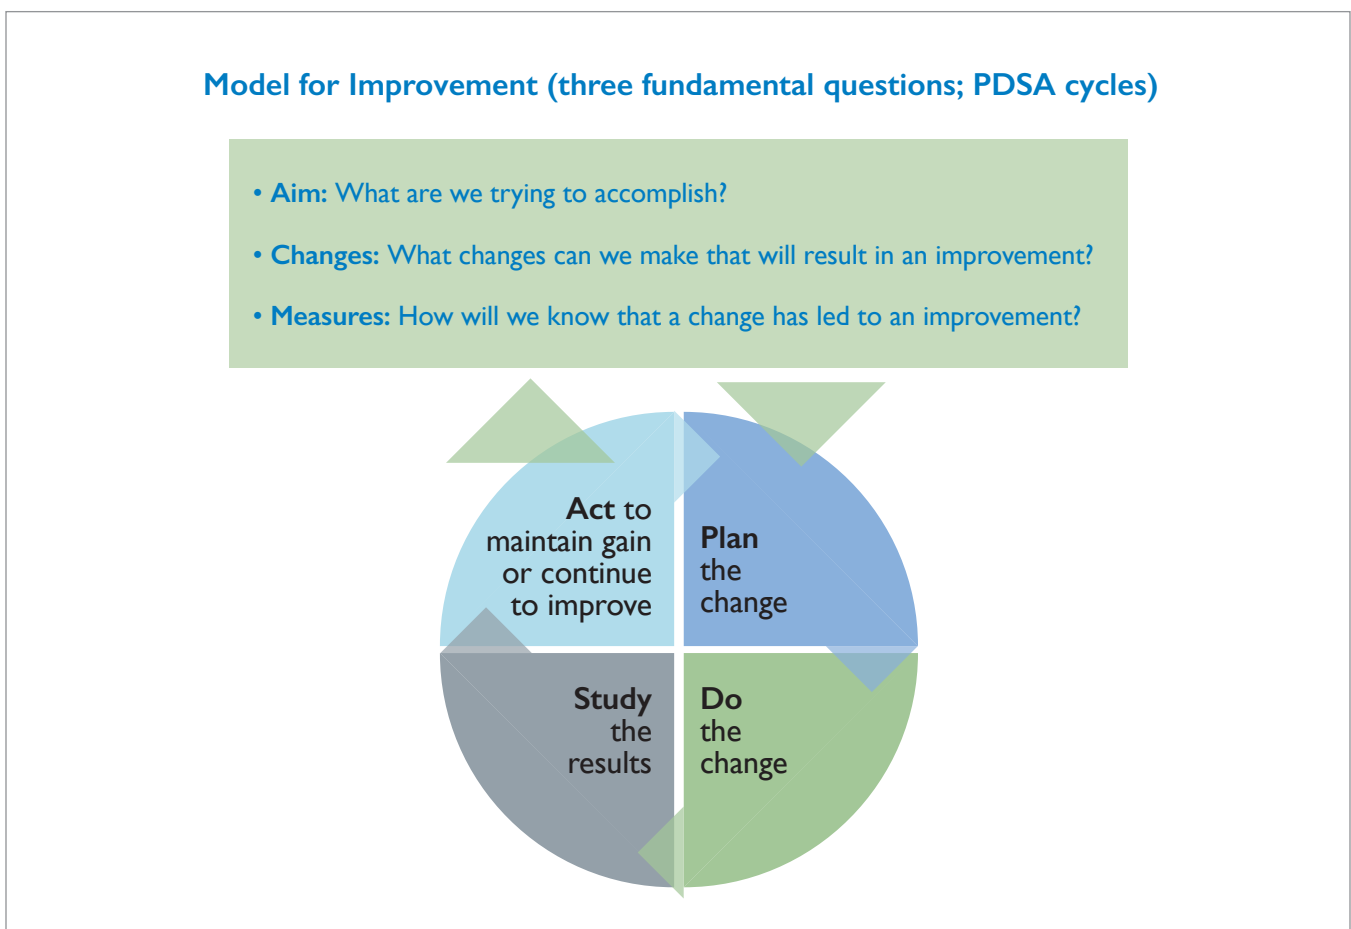 Model for Improvement (three fundamental questions; PDSA cycles)
• Aim: What are we trying to accomplish?
• Changes: What changes can we make that will result in an improvement?
• Measures: How will we know that a change has led to an improvement?
Act to
maintain gain
or continue
to improve
Plan
the
change
Study
the
results
Do
the
change